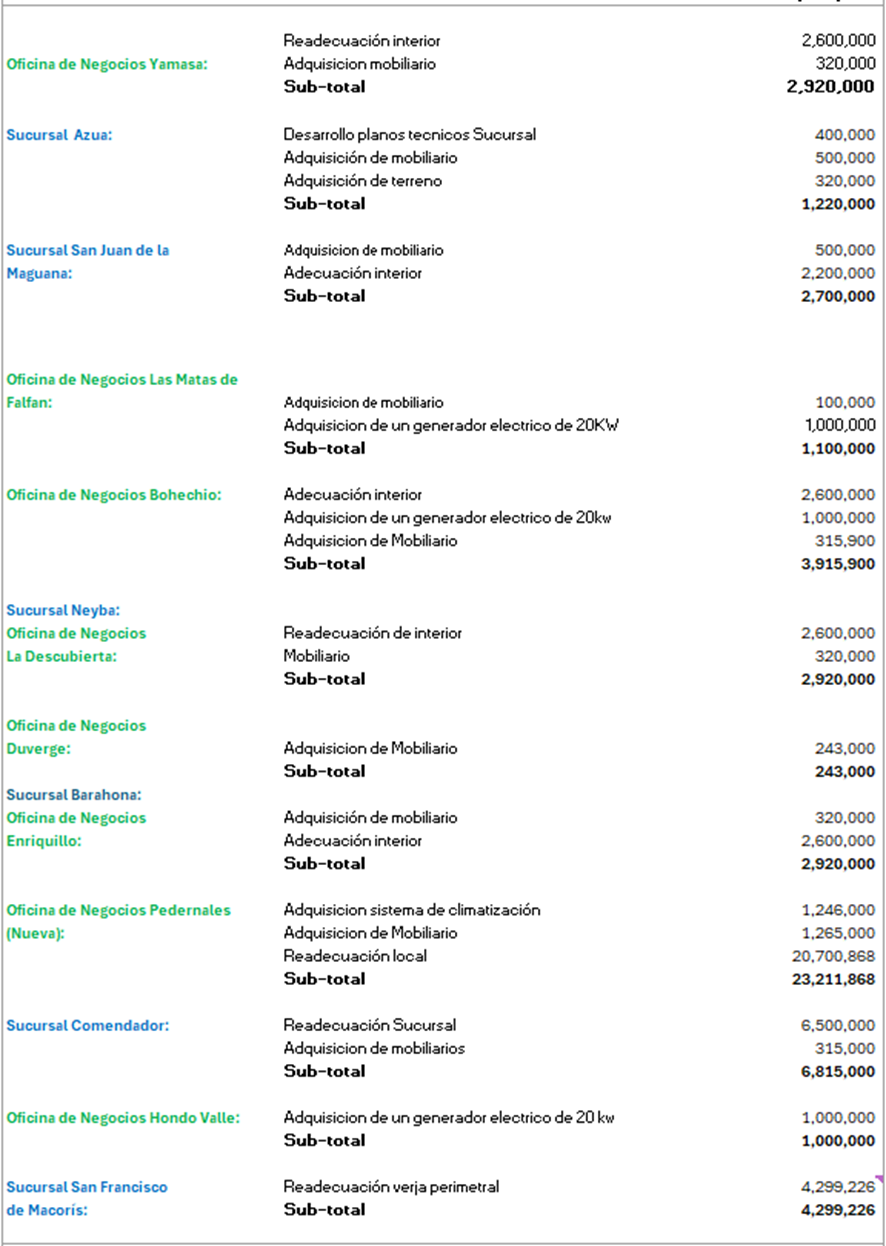 Readecuación interior 2,600,000
Oficina de Negocios Yamasa: Adquisicion mobiliario 320,000
Sub-total 2,920,000
Sucursal Azua: Desarrollo planos tecnicos Sucursal 400,000
Adquisición de mobiliario 500,000
Adquisición de terreno 320,000
Sub-total 1,220,000
Sucursal San Juan de la Adquisicion de mobiliario 500,000
Maguana: Adecuación interior 2,200,000
Sub-total 2,700,000
Oficina de Negocios Las Matas de
Falfan: Adquisicion de mobiliario 100,000
Adquisicion de un generador electrico de 20KW 1,000,000
Sub-total 1,100,000
Oficina de Negocios Bohechio: Adecuación interior 2,600,000
Adquisicion de un generador electrico de 20kw 1,000,000
Adquisicion de Mobiliario 315,900
Sub-total 3,915,900
Sucursal Neyba:
Oficina de Negocios Readecuación de interior 2,600,000
La Descubierta: Mobiliario 320,000
Sub-total 2,920,000
Oficina de Negocios
Duverge: Adquisicion de Mobiliario 243,000
Sub-total 243,000
Sucursal Barahona:
Oficina de Negocios Adquisición de mobiliario 320,000
Enriquillo: Adecuación interior 2,600,000
Sub-total 2,920,000
Oficina de Negocios Pedernales Adquisicion sistema de climatización 1,246,000
(Nueva): Adquisicion de Mobiliario 1,265,000
Readecuación local 20,700,868
Sub-total 23,211,868
Sucursal Comendador: Readecuación Sucursal 6,500,000
Adquisicion de mobiliarios 315,000
Sub-total 6,815,000
Oficina de Negocios Hondo Valle: Adquisicion de un generador electrico de 20 kw 1,000,000
Sub-total 1,000,000
Sucursal San Francisco Readecuación verja perimetral 4,299,226
de Macorís: Sub-total 4,299,226